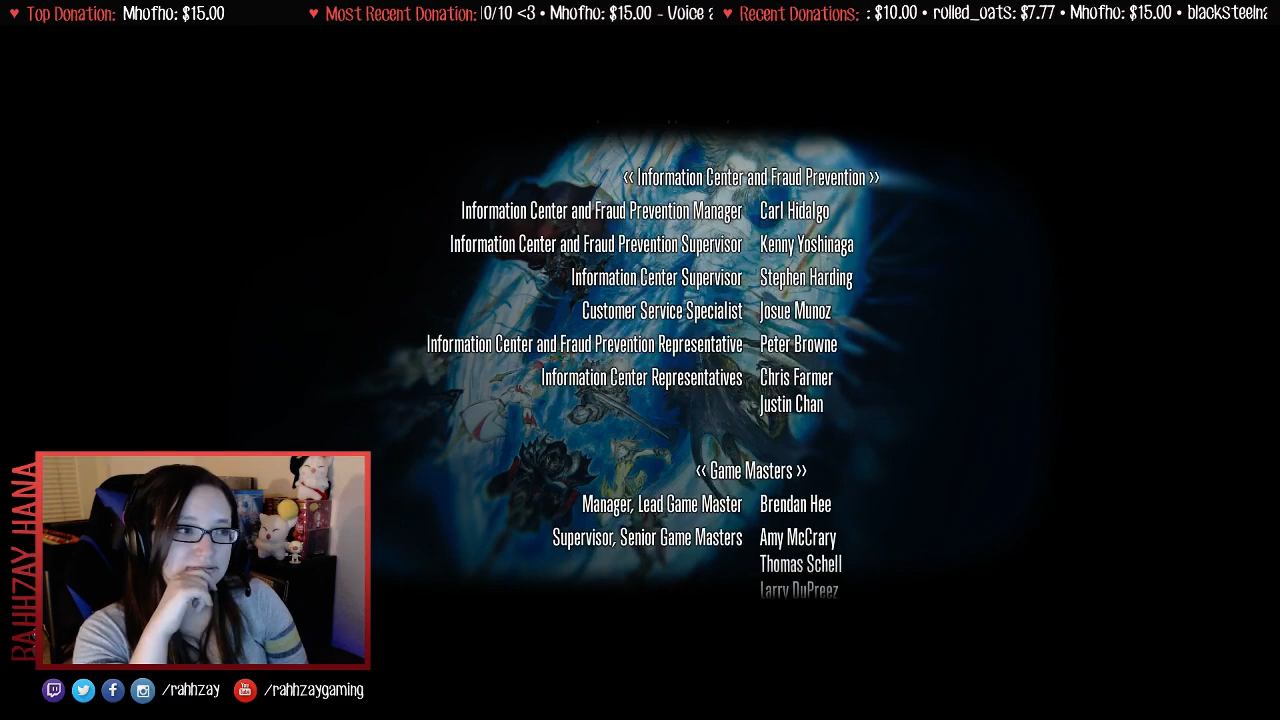 ♥ Top Donation: Mhofho: $15.00 ♥ Most Recent Donation: 0/10 <3 • Mhofho: $15.00 - Voice ♥ Recent Donations: : $10.00 • rolled_oats: $7.77 • Mhofho: $15.00 •
<< Information Center and Fraud Prevention >>
Information Center and Fraud Prevention Manager Carl Hidalgo
Information Center and Fraud Prevention Supervisor Kenny Yoshinaga
Information Center Supervisor Stephen Harding
Customer Service Specialist Josue Munoz
Information Center and Fraud Prevention Representative Peter Browne
Information Center Representatives Chris Farmer
Justin Chan
<< Game Masters >>
Manager, Lead Game Master Brendan Hee
Supervisor, Senior Game Masters Amy McCrary
Thomas Schell
Larry DuPreez
RAHHZAY HANA
/rahhzay You Tube /rahhzaygaming